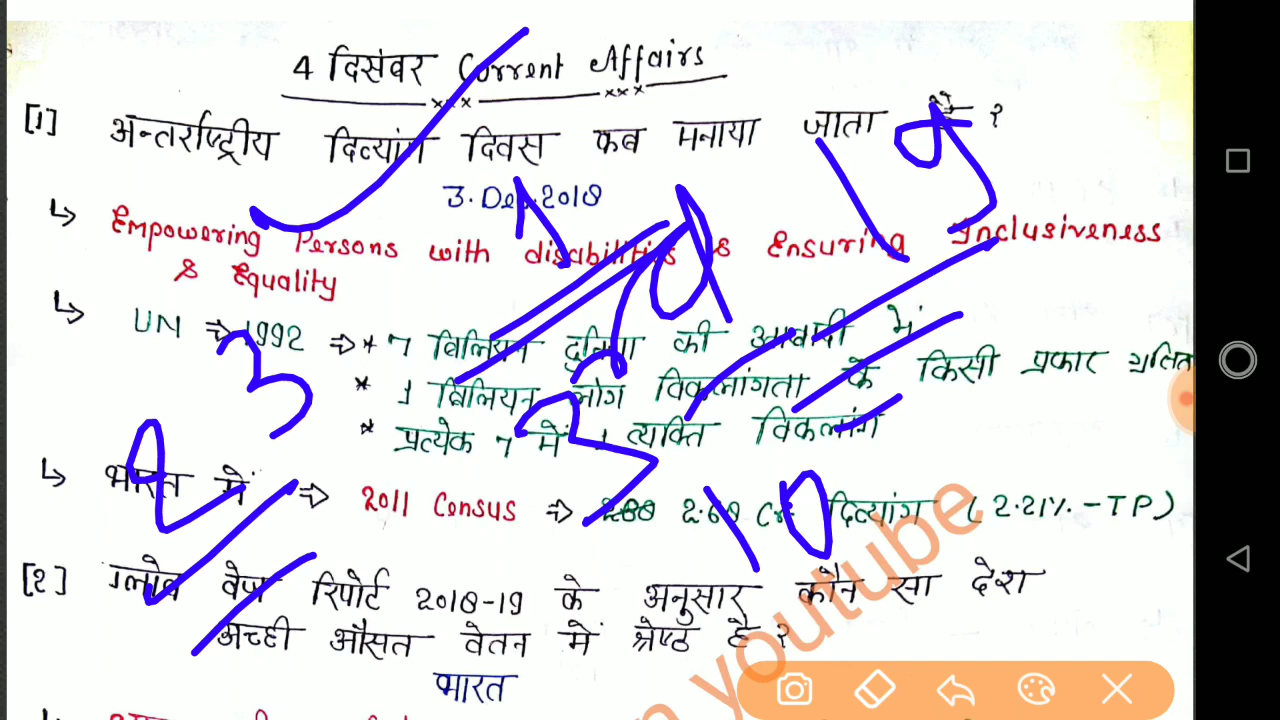 4 दिसंबर Current Affairs
[1] अन्तर्राष्ट्रीय दिव्यांग दिवस कब मनाया जाता है ?
3. Dec. 2018
↳ Empowering Persons with disabilities & Ensuring Inclusiveness
& Equality
↳ UN ⇒ 1992 ⇒ * 7 बिलियन दुनिया की आबादी में
* 1 बिलियन लोग विकलांगता के किसी प्रकार
* प्रत्येक 7 में 1 व्यक्ति विकलांग
↳ भारत में ⇒ 2011 Census ⇒ 2.68 Cr दिव्यांग (2.21% - TP)
[2] ग्लोबल वेज रिपोर्ट 2018-19 के अनुसार कौन सा देश
अच्छी औसत वेतन में श्रेष्ठ है ?
भारत
youtube